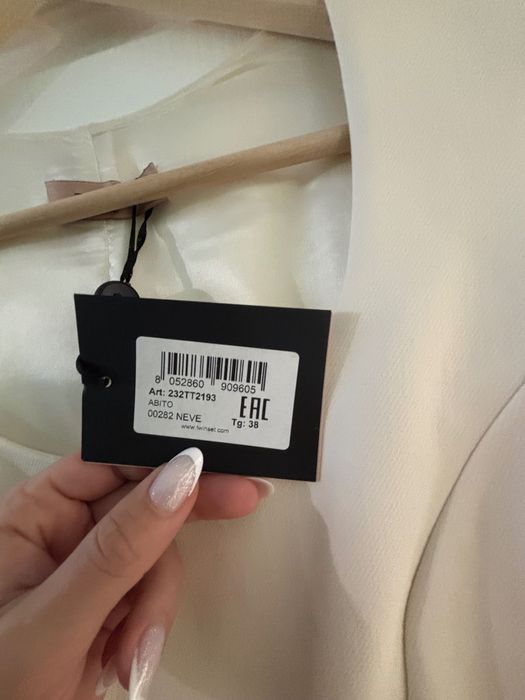 8 052860 909605
Art: 232TT2193
ABITO
EAC
00282 NEVE
Tg: 38
www.twinset.com